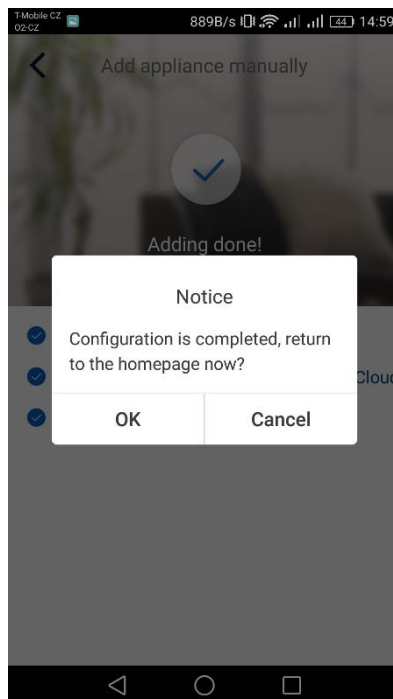 T-Mobile CZ
O2-CZ
889B/s 44 14:59
Add appliance manually
Adding done!
Notice
Configuration is completed, return
to the homepage now?
Cloud
OK Cancel